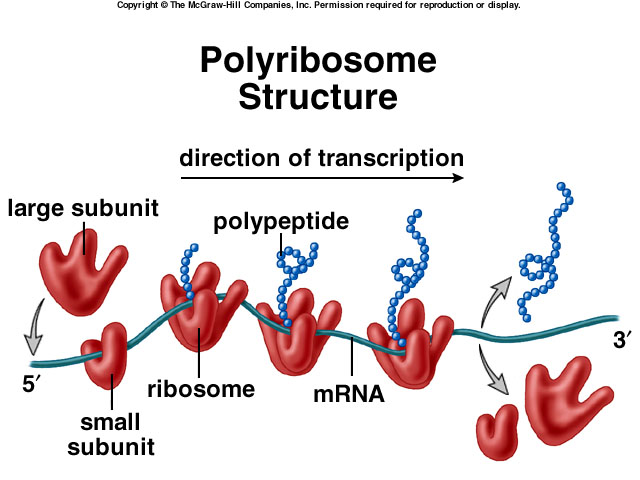 Copyright © The McGraw-Hill Companies, Inc. Permission required for reproduction or display.
Polyribosome
Structure
direction of transcription
large subunit
polypeptide
5′
ribosome
mRNA
3′
small
subunit